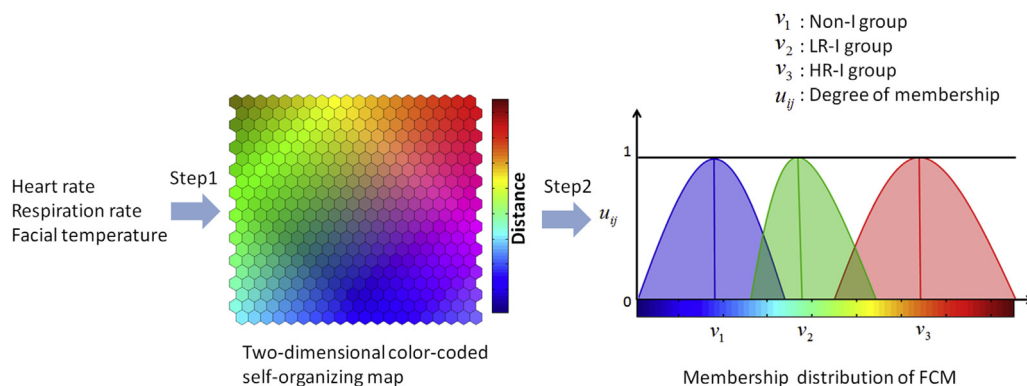 Heart rate
Respiration rate
Facial temperature
Step1
Distance
Two-dimensional color-coded
self-organizing map
Step2
v₁ : Non-I group
v₂ : LR-I group
v₃ : HR-I group
uᵢⱼ : Degree of membership
1
uᵢⱼ
0
v₁ v₂ v₃
Membership distribution of FCM